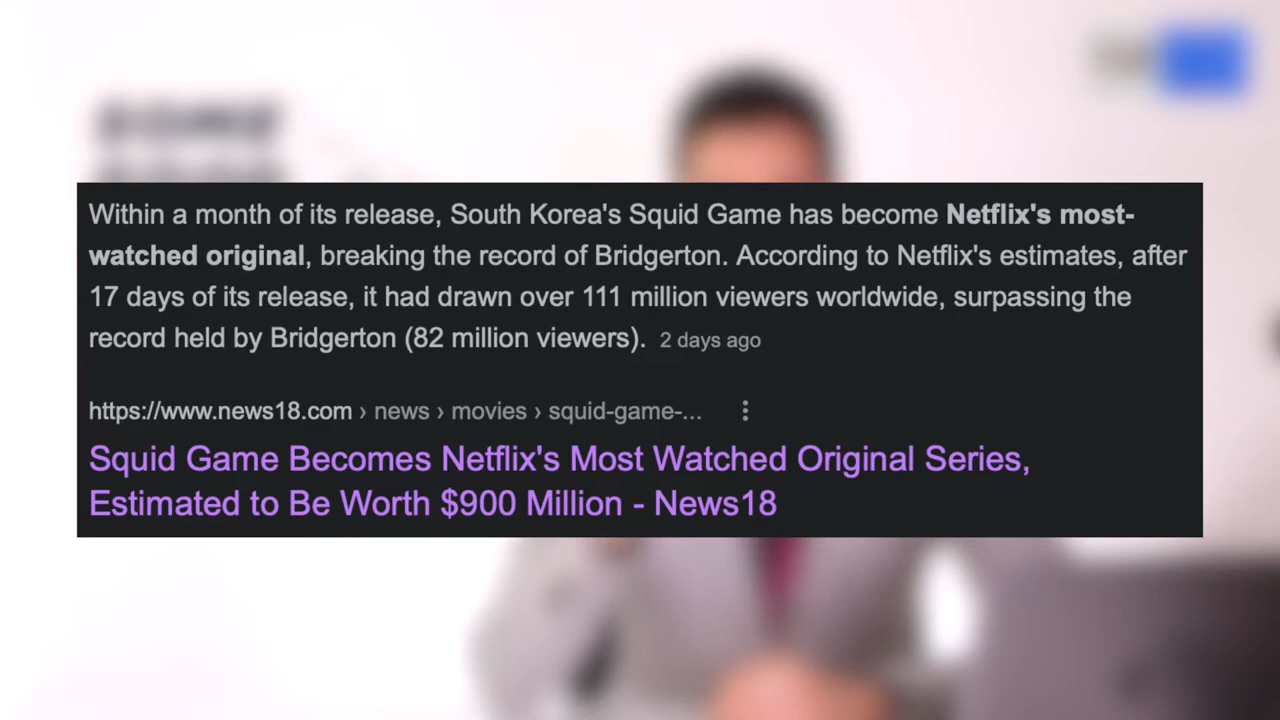 Within a month of its release, South Korea's Squid Game has become Netflix's most-
watched original, breaking the record of Bridgerton. According to Netflix's estimates, after
17 days of its release, it had drawn over 111 million viewers worldwide, surpassing the
record held by Bridgerton (82 million viewers). 2 days ago
https://www.news18.com › news › movies › squid-game-...
Squid Game Becomes Netflix's Most Watched Original Series,
Estimated to Be Worth $900 Million - News18